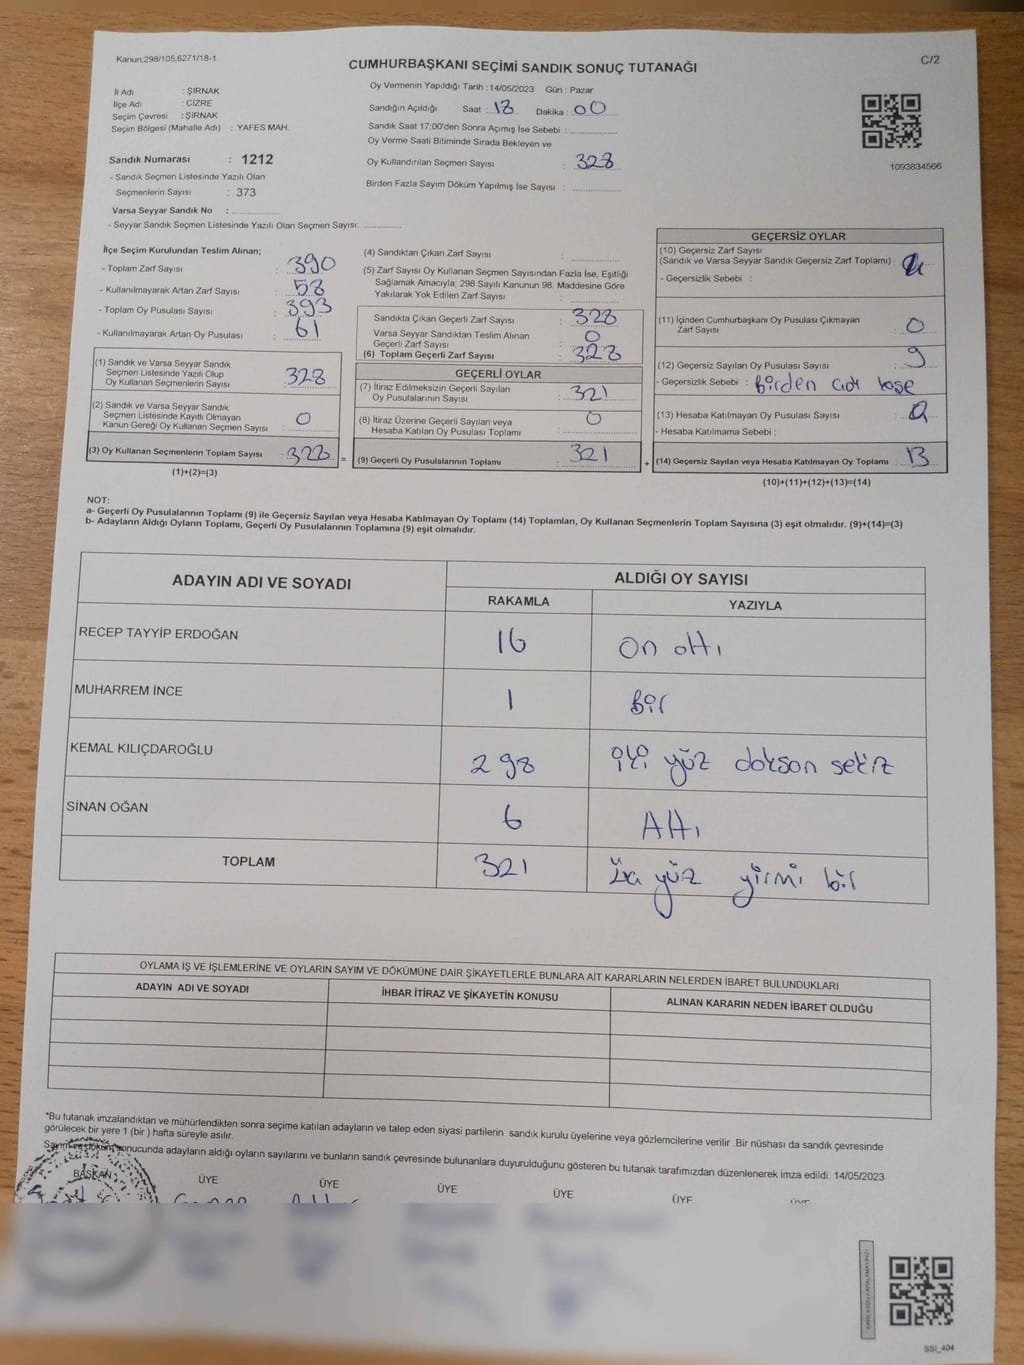 Kanun;298/105;6271/18-1
C/2
CUMHURBAŞKANI SEÇİMİ SANDIK SONUÇ TUTANAĞI
İl Adı : ŞIRNAK
İlçe Adı : CİZRE
Seçim Çevresi : ŞIRNAK
Seçim Bölgesi (Mahalle Adı) : YAFES MAH.
Sandık Numarası : 1212
- Sandık Seçmen Listesinde Yazılı Olan
Seçmenlerin Sayısı : 373
Varsa Seyyar Sandık No :
- Seyyar Sandık Seçmen Listesinde Yazılı Olan Seçmen Sayısı:
Oy Vermenin Yapıldığı Tarih :14/05/2023 Gün : Pazar
Sandığın Açıldığı Saat : 18 Dakika : 00
Sandık Saat 17:00'den Sonra Açımış İse Sebebi :
Oy Verme Saati Bitiminde Sırada Bekleyen ve
Oy Kullandırılan Seçmen Sayısı : 328
Birden Fazla Sayım Döküm Yapılmış İse Sayısı :
1093834566
İlçe Seçim Kurulundan Teslim Alınan;
- Toplam Zarf Sayısı : 390
- Kullanılmayarak Artan Zarf Sayısı : 58
- Toplam Oy Pusulası Sayısı : 393
- Kullanılmayarak Artan Oy Pusulası : 61
(1) Sandık ve Varsa Seyyar Sandık
Seçmen Listesinde Yazılı Olup
Oy Kullanan Seçmenlerin Sayısı : 328
(2) Sandık ve Varsa Seyyar Sandık
Seçmen Listesinde Kayıtlı Olmayan
Kanun Gereği Oy Kullanan Seçmen Sayısı : 0
(3) Oy Kullanan Seçmenlerin Toplam Sayısı : 328
(1)+(2)=(3)
(4) Sandıktan Çıkan Zarf Sayısı :
(5) Zarf Sayısı Oy Kullanan Seçmen Sayısından Fazla İse, Eşitliği
Sağlamak Amacıyla; 298 Sayılı Kanunun 98. Maddesine Göre
Yakılarak Yok Edilen Zarf Sayısı :
Sandıkta Çıkan Geçerli Zarf Sayısı : 328
Varsa Seyyar Sandıktan Teslim Alınan
Geçerli Zarf Sayısı : 0
(6) Toplam Geçerli Zarf Sayısı : 328
GEÇERLİ OYLAR
(7) İtiraz Edilmeksizin Geçerli Sayılan
Oy Pusulalarının Sayısı : 321
(8) İtiraz Üzerine Geçerli Sayılan veya
Hesaba Katılan Oy Pusulası Toplamı : 0
= (9) Geçerli Oy Pusulalarının Toplamı : 321 +
GEÇERSİZ OYLAR
(10) Geçersiz Zarf Sayısı
(Sandık ve Varsa Seyyar Sandık Geçersiz Zarf Toplamı) :
- Geçersizlik Sebebi :
(11) İçinden Cumhurbaşkanı Oy Pusulası Çıkmayan
Zarf Sayısı : 0
(12) Geçersiz Sayılan Oy Pusulası Sayısı : 9
- Geçersizlik Sebebi : Birden çok kaşe
(13) Hesaba Katılmayan Oy Pusulası Sayısı :
- Hesaba Katılmama Sebebi :
(14) Geçersiz Sayılan veya Hesaba Katılmayan Oy Toplamı : 13
(10)+(11)+(12)+(13)=(14)
NOT:
a- Geçerli Oy Pusulalarının Toplamı (9) ile Geçersiz Sayılan veya Hesaba Katılmayan Oy Toplamı (14) Toplamları, Oy Kullanan Seçmenlerin Toplam Sayısına (3) eşit olmalıdır. (9)+(14)=(3)
b- Adayların Aldığı Oyların Toplamı, Geçerli Oy Pusulalarının Toplamına (9) eşit olmalıdır.
ADAYIN ADI VE SOYADI ALDIĞI OY SAYISI
RAKAMLA YAZIYLA
RECEP TAYYİP ERDOĞAN 16 on altı
MUHARREM İNCE 1 Bir
KEMAL KILIÇDAROĞLU 298 iki yüz doksan sekiz
SİNAN OĞAN 6 Altı
TOPLAM 321 üç yüz yirmi bir
OYLAMA İŞ VE İŞLEMLERİNE VE OYLARIN SAYIM VE DÖKÜMÜNE DAİR ŞİKAYETLERLE BUNLARA AİT KARARLARIN NELERDEN İBARET BULUNDUKLARI
ADAYIN ADI VE SOYADI İHBAR İTİRAZ VE ŞİKAYETİN KONUSU ALINAN KARARIN NEDEN İBARET OLDUĞU
*Bu tutanak imzalandıktan ve mühürlendikten sonra seçime katılan adayların ve talep eden siyasi partilerin sandık kurulu üyelerine veya gözlemcilerine verilir .Bir nüshası da sandık çevresinde
görülecek bir yere 1 (bir ) hafta süreyle asılır.
sonucunda adayların aldığı oyların sayılarını ve bunların sandık çevresinde bulunanlara duyurulduğunu gösteren bu tutanak tarafımızdan düzenlenerek imza edildi. 14/05/2023
BAŞKAN ÜYE ÜYE ÜYE ÜYE ÜYE ÜYE
SSI_404